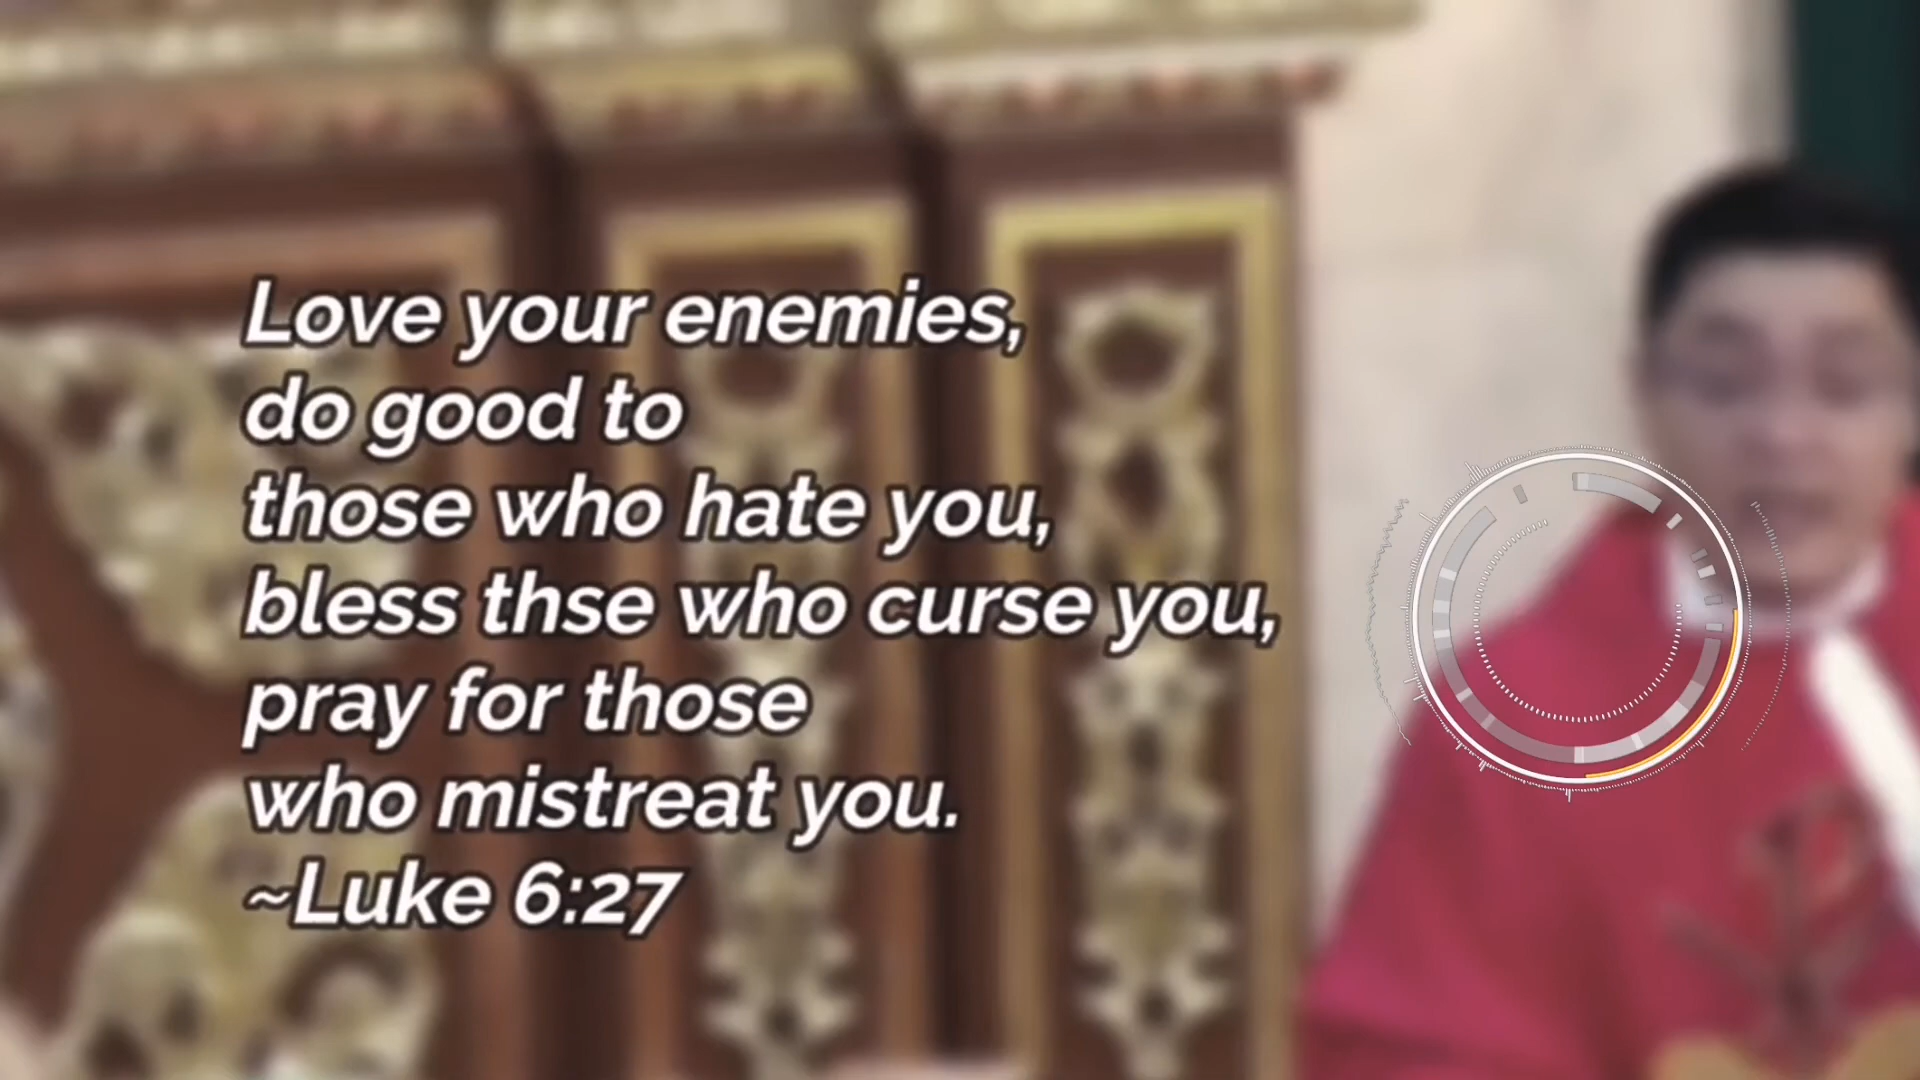 Love your enemies,
do good to
those who hate you,
bless thse who curse you,
pray for those
who mistreat you.
~Luke 6:27